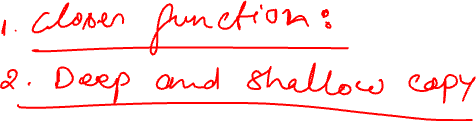 1. Closer function:
2. Deep and shallow copy